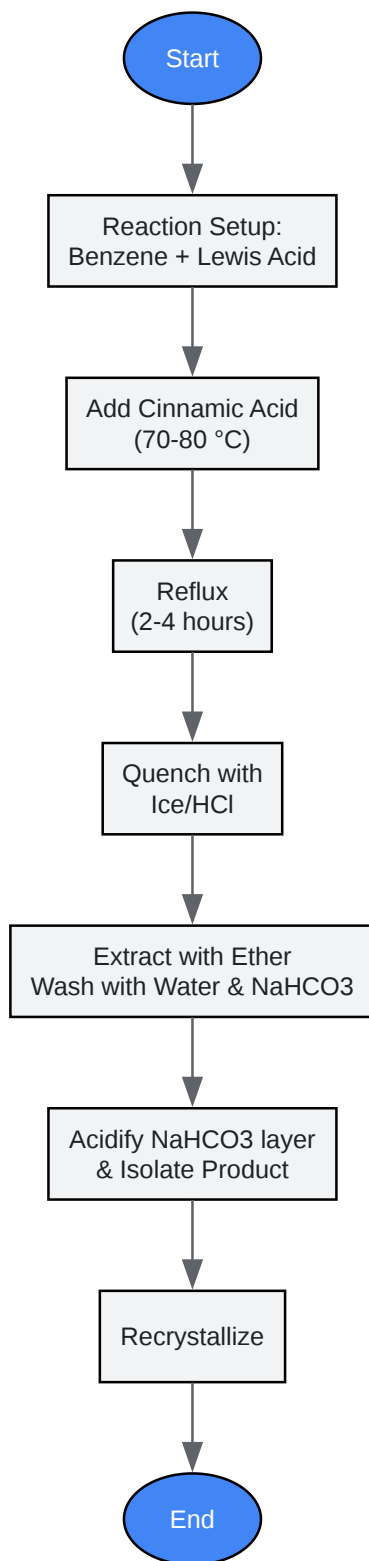 Start
Reaction Setup:
Benzene + Lewis Acid
Add Cinnamic Acid
(70-80 °C)
Reflux
(2-4 hours)
Quench with
Ice/HCl
Extract with Ether
Wash with Water & NaHCO3
Acidify NaHCO3 layer
& Isolate Product
Recrystallize
End